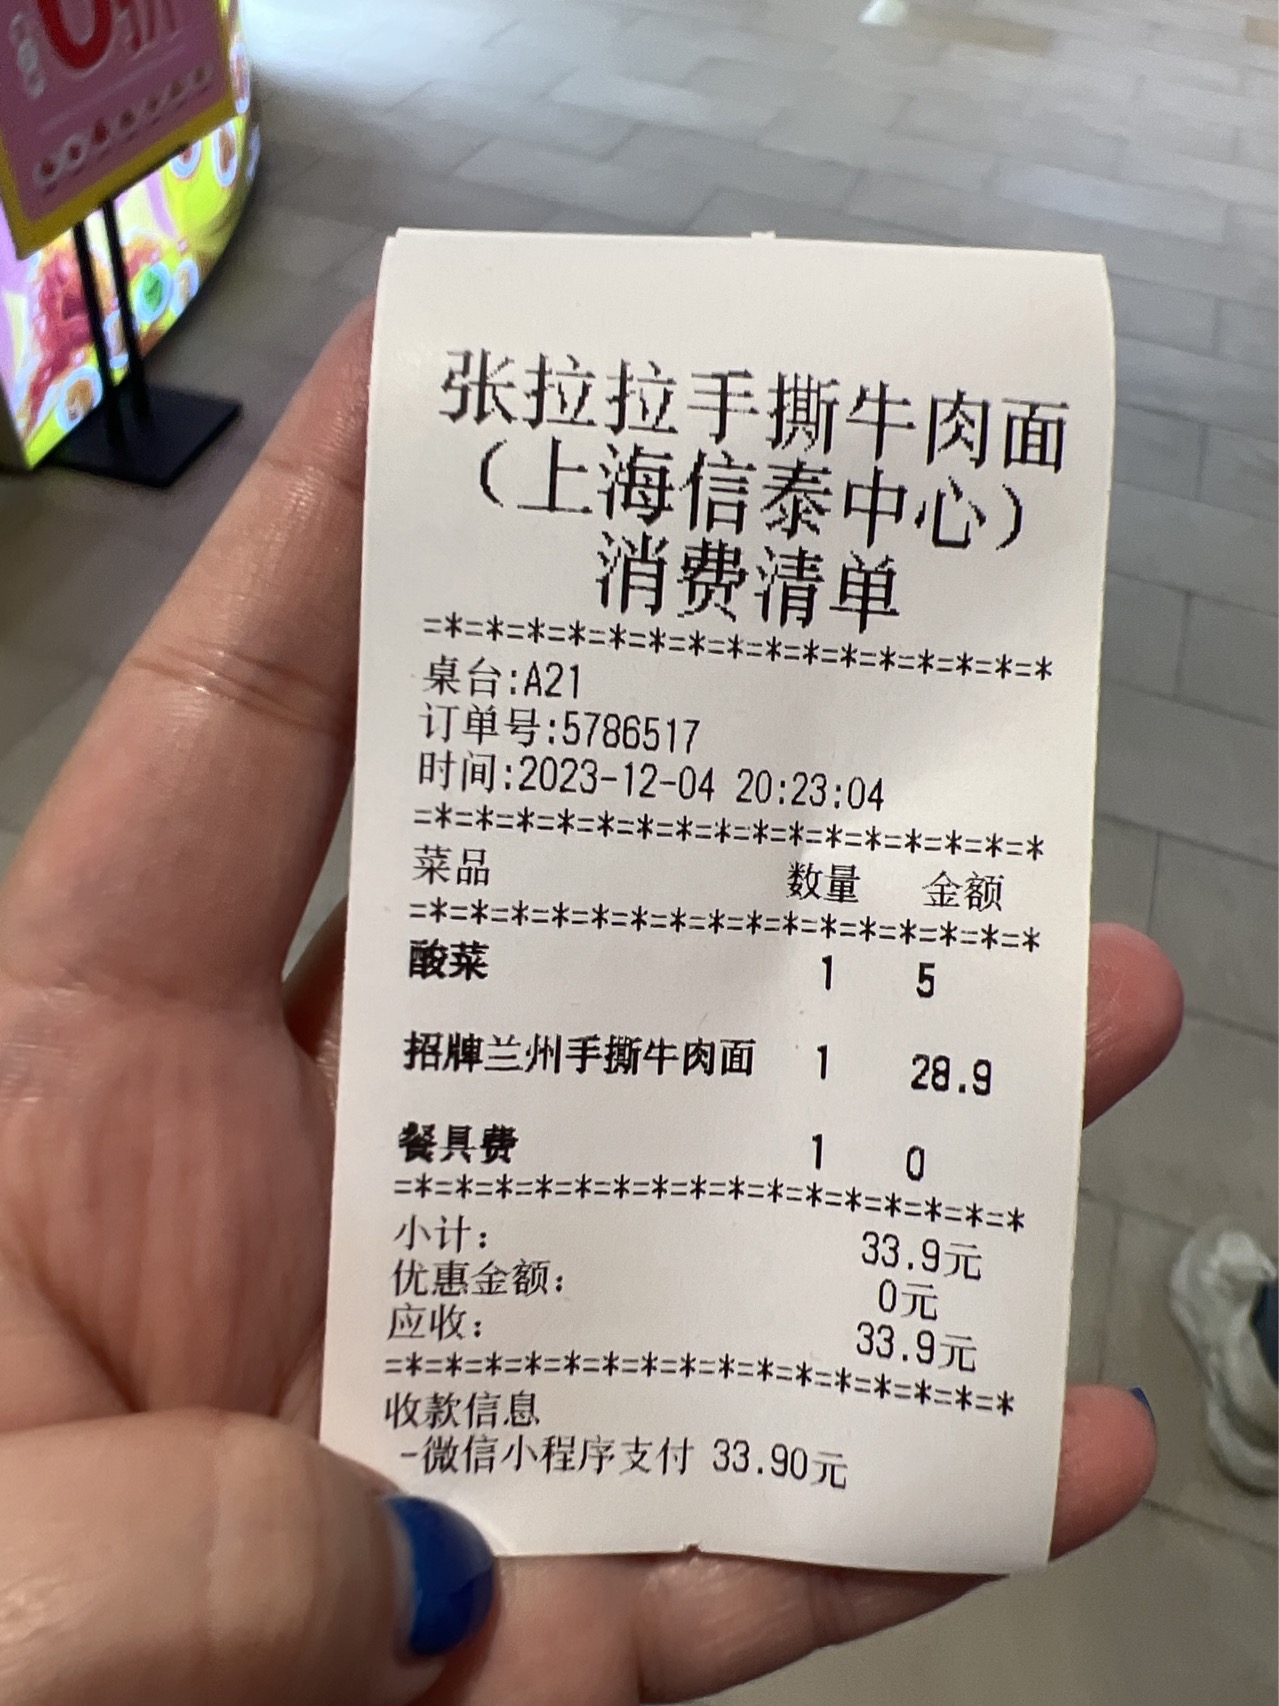 张拉拉手撕牛肉面
（上海信泰中心）
消费清单
=*=*=*=*=*=*=*=*=*=*=*=*=*=*=*=*
桌台:A21
订单号:5786517
时间:2023-12-04 20:23:04
=*=*=*=*=*=*=*=*=*=*=*=*=*=*=*=*
菜品 数量 金额
=*=*=*=*=*=*=*=*=*=*=*=*=*=*=*=*
酸菜 1 5
招牌兰州手撕牛肉面 1 28.9
餐具费 1 0
=*=*=*=*=*=*=*=*=*=*=*=*=*=*=*=*
小计: 33.9元
优惠金额: 0元
应收: 33.9元
=*=*=*=*=*=*=*=*=*=*=*=*=*=*=*=*
收款信息
-微信小程序支付 33.90元